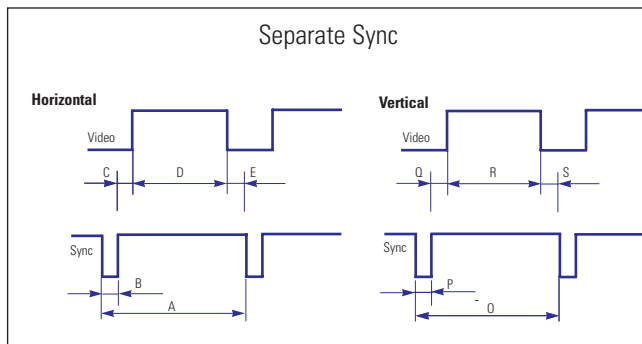 Separate Sync
Horizontal
Vertical
Video
Video
C D E
Q R S
Sync
Sync
B
P
A
O